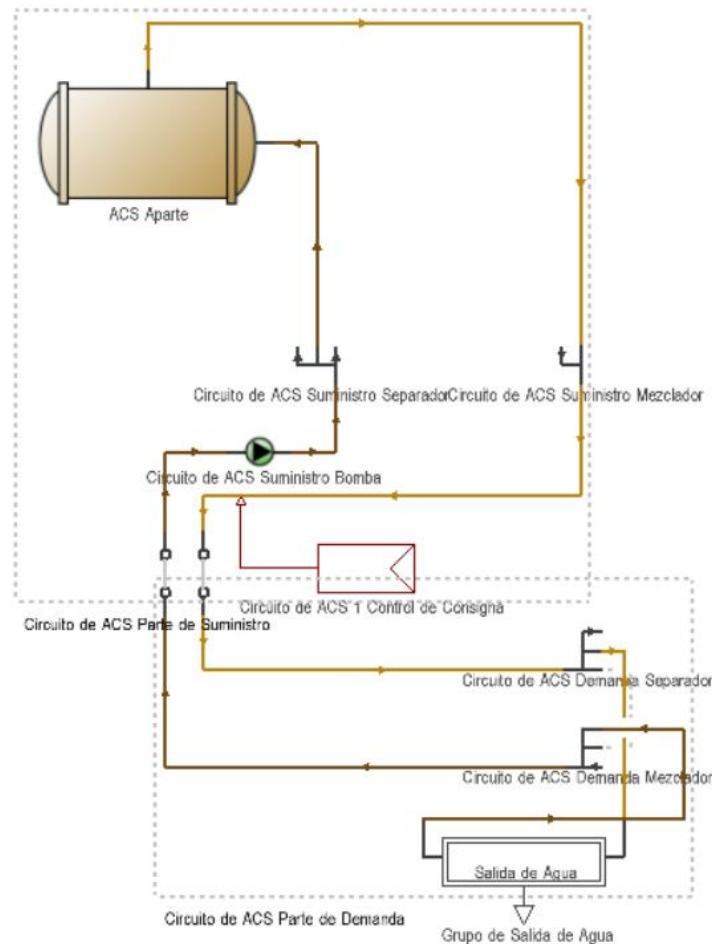 ACS Aparte
Circuito de ACS Suministro Separador
Circuito de ACS Suministro Mezclador
Circuito de ACS Suministro Bomba
Circuito de ACS 1 Control de Consigna
Circuito de ACS Parte de Suministro
Circuito de ACS Demanda Separador
Circuito de ACS Demanda Mezclador
Salida de Agua
Circuito de ACS Parte de Demanda
Grupo de Salida de Agua